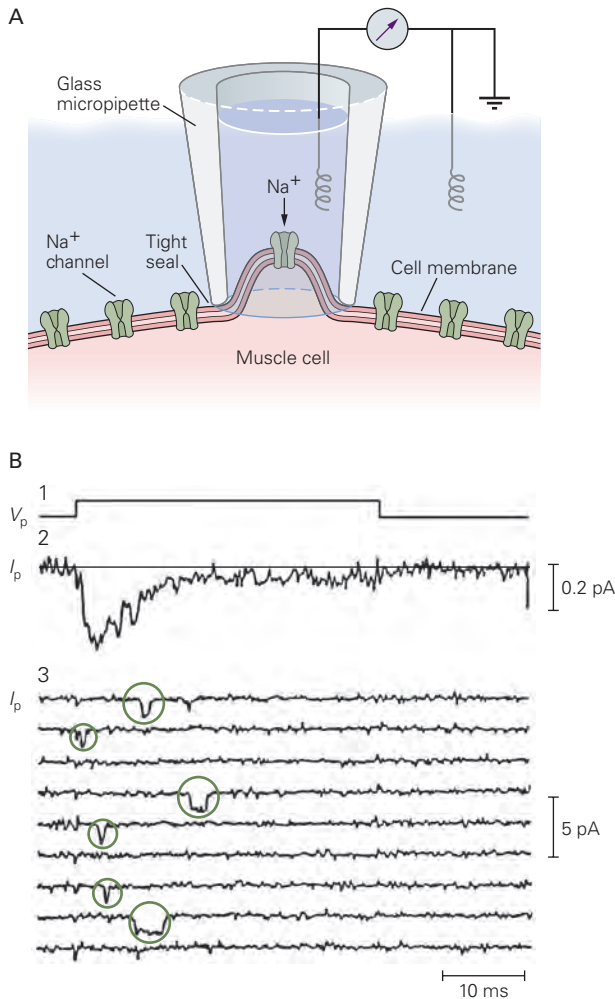 A
Glass
micropipette
Na+
Na+
channel
Tight
seal
Cell membrane
Muscle cell
B
1
Vp
2
Ip
0.2 pA
3
Ip
5 pA
10 ms